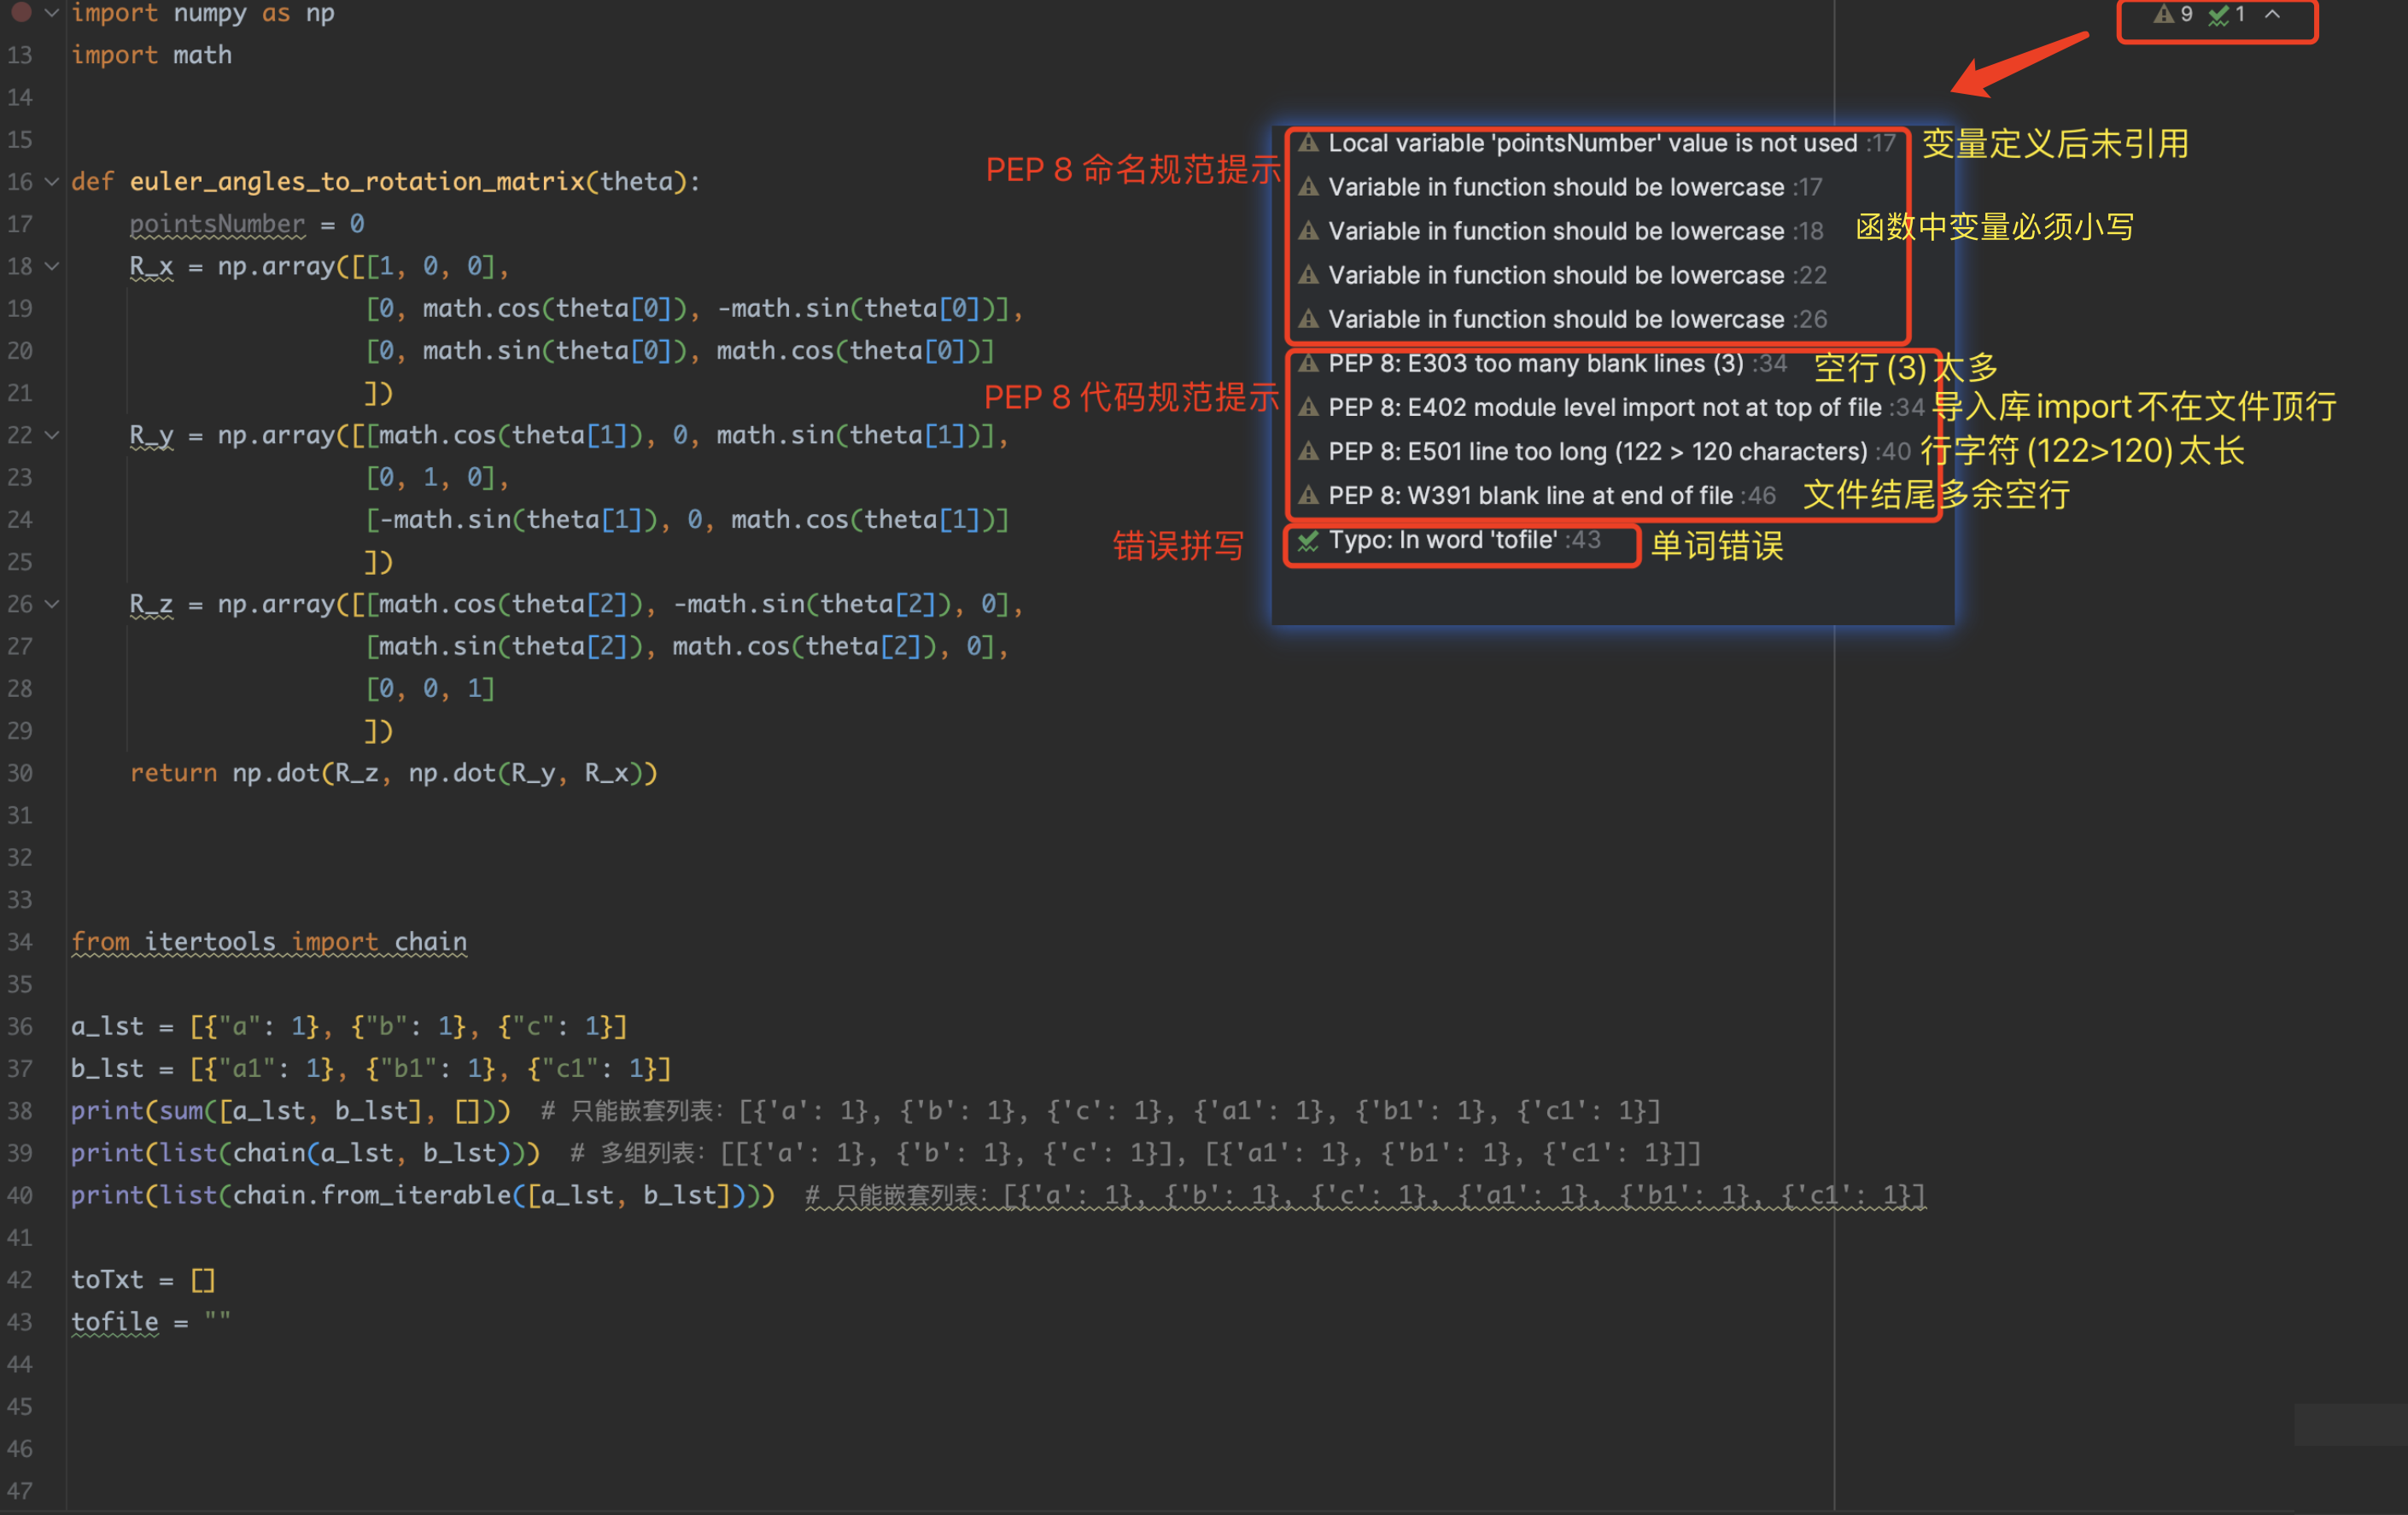 import numpy as np
⚠ 9 ✓ 1 ^
13 import math
14
15
16 def euler_angles_to_rotation_matrix(theta):
17     pointsNumber = 0
18     R_x = np.array([[1, 0, 0],
19                     [0, math.cos(theta[0]), -math.sin(theta[0])],
20                     [0, math.sin(theta[0]), math.cos(theta[0])]
21                     ])
22     R_y = np.array([[math.cos(theta[1]), 0, math.sin(theta[1])],
23                     [0, 1, 0],
24                     [-math.sin(theta[1]), 0, math.cos(theta[1])]
25                     ])
26     R_z = np.array([[math.cos(theta[2]), -math.sin(theta[2]), 0],
27                     [math.sin(theta[2]), math.cos(theta[2]), 0],
28                     [0, 0, 1]
29                     ])
30     return np.dot(R_z, np.dot(R_y, R_x))
31
32
33
34 from itertools import chain
35
36 a_lst = [{"a": 1}, {"b": 1}, {"c": 1}]
37 b_lst = [{"a1": 1}, {"b1": 1}, {"c1": 1}]
38 print(sum([a_lst, b_lst], []))  # 只能嵌套列表：[{'a': 1}, {'b': 1}, {'c': 1}, {'a1': 1}, {'b1': 1}, {'c1': 1}]
39 print(list(chain(a_lst, b_lst)))  # 多组列表：[[{'a': 1}, {'b': 1}, {'c': 1}], [{'a1': 1}, {'b1': 1}, {'c1': 1}]]
40 print(list(chain.from_iterable([a_lst, b_lst])))  # 只能嵌套列表：[{'a': 1}, {'b': 1}, {'c': 1}, {'a1': 1}, {'b1': 1}, {'c1': 1}]
41
42 toTxt = []
43 tofile = ""
44
45
46
47
PEP 8 命名规范提示
Local variable 'pointsNumber' value is not used :17 变量定义后未引用
Variable in function should be lowercase :17
Variable in function should be lowercase :18 函数中变量必须小写
Variable in function should be lowercase :22
Variable in function should be lowercase :26
PEP 8 代码规范提示
PEP 8: E303 too many blank lines (3) :34 空行 (3) 太多
PEP 8: E402 module level import not at top of file :34 导入库 import 不在文件顶行
PEP 8: E501 line too long (122 > 120 characters) :40 行字符 (122>120) 太长
PEP 8: W391 blank line at end of file :46 文件结尾多余空行
错误拼写 Typo: In word 'tofile' :43 单词错误